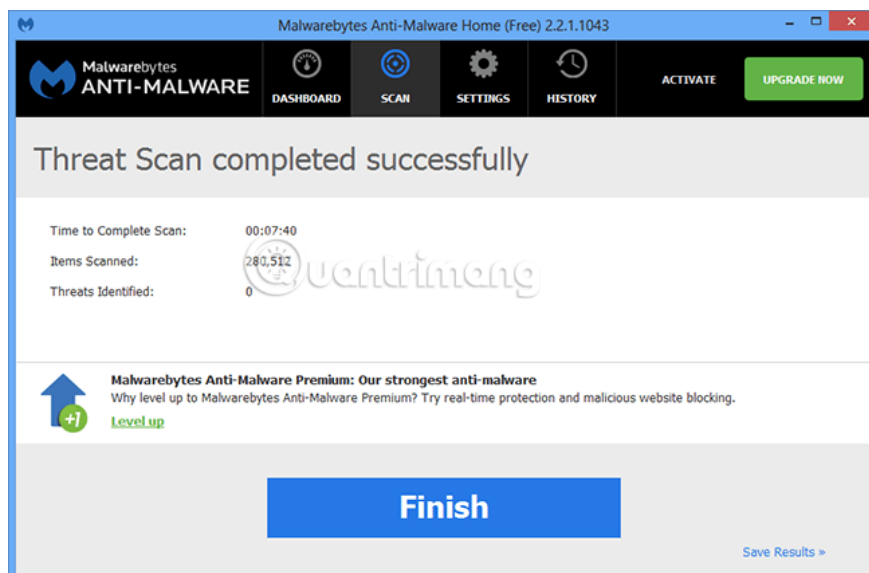 Malwarebytes Anti-Malware Home (Free) 2.2.1.1043
Malwarebytes
ANTI-MALWARE
DASHBOARD
SCAN
SETTINGS
HISTORY
ACTIVATE
UPGRADE NOW
Threat Scan completed successfully
Time to Complete Scan: 00:07:40
Items Scanned: 280,512
Threats Identified: 0
Quantrimang
Malwarebytes Anti-Malware Premium: Our strongest anti-malware
Why level up to Malwarebytes Anti-Malware Premium? Try real-time protection and malicious website blocking.
+1
Level up
Finish
Save Results »